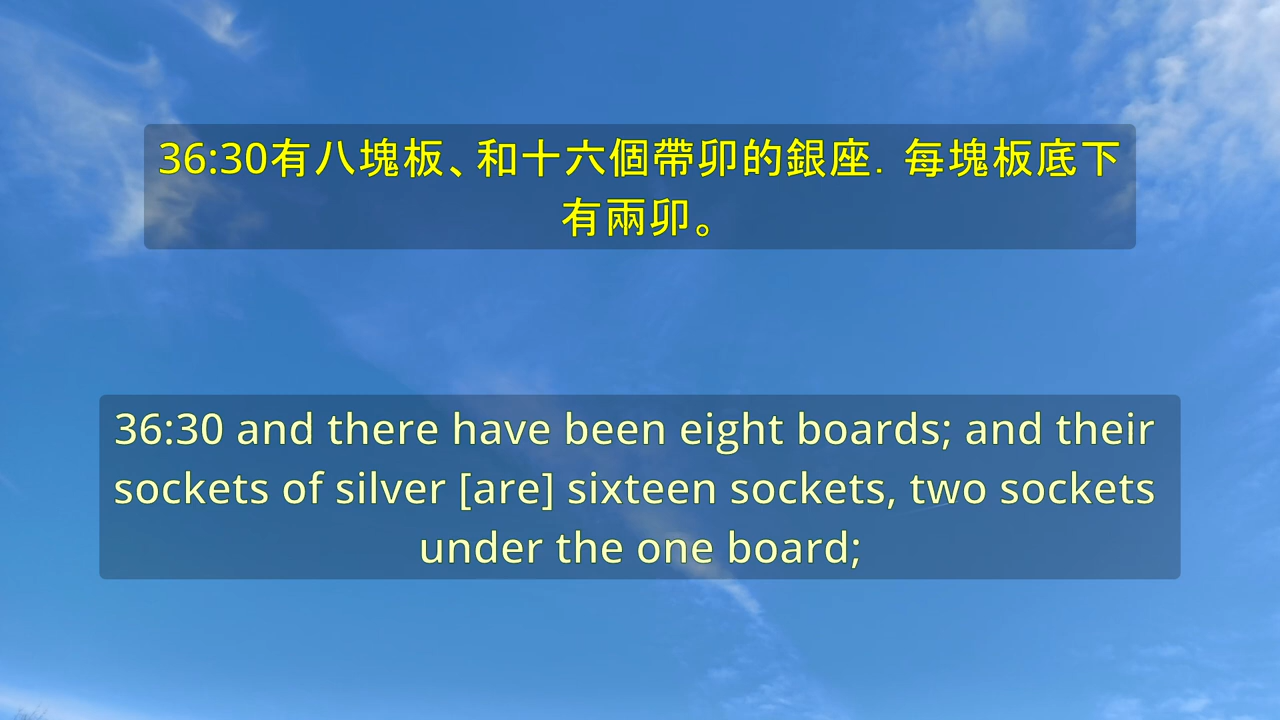 36:30有八塊板、和十六個帶卯的銀座．每塊板底下
有兩卯。
36:30 and there have been eight boards; and their
sockets of silver [are] sixteen sockets, two sockets
under the one board;